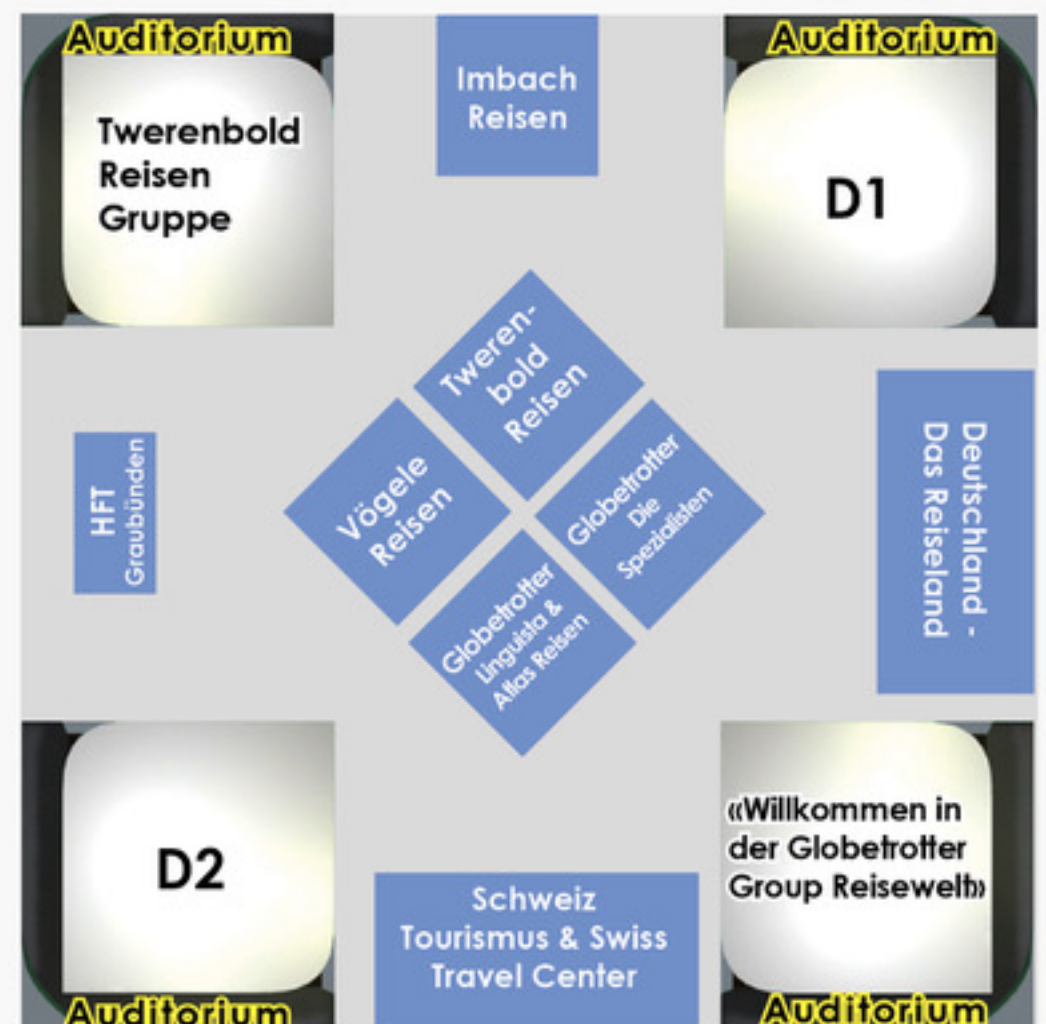 Auditorium
Twerenbold
Reisen
Gruppe
Imbach
Reisen
Auditorium
D1
Tweren-
bold
Reisen
Vögele
Reisen
Globetrotter
Die
Spezialisten
Globetrotter
Linguista &
Atlas Reisen
HFT
Graubünden
Deutschland -
Das Reiseland
D2
Auditorium
Schweiz
Tourismus & Swiss
Travel Center
«Willkommen in
der Globetrotter
Group Reisewelt»
Auditorium